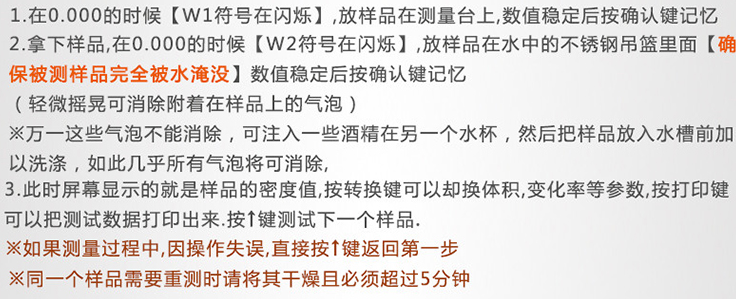 1.在0.000的时候【W1符号在闪烁】,放样品在测量台上,数值稳定后按确认键记忆
2.拿下样品,在0.000的时候【W2符号在闪烁】,放样品在水中的不锈钢吊篮里面【确
保被测样品完全被水淹没】数值稳定后按确认键记忆
（轻微摇晃可消除附着在样品上的气泡）
※万一这些气泡不能消除，可注入一些酒精在另一个水杯，然后把样品放入水槽前加
以洗涤，如此几乎所有气泡将可消除,
3.此时屏幕显示的就是样品的密度值,按转换键可以却换体积,变化率等参数,按打印键
可以把测试数据打印出来.按↑键测试下一个样品.
※如果测量过程中,因操作失误,直接按↑键返回第一步
※同一个样品需要重测时请将其干燥且必须超过5分钟